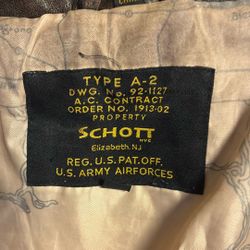 TYPE A-2
DWG. No. 92-1127
A.C. CONTRACT
ORDER NO. 1913-02
PROPERTY
SCHOTT
NYC
Elizabeth, NJ
REG. U.S. PAT. OFF.
U.S. ARMY AIRFORCES